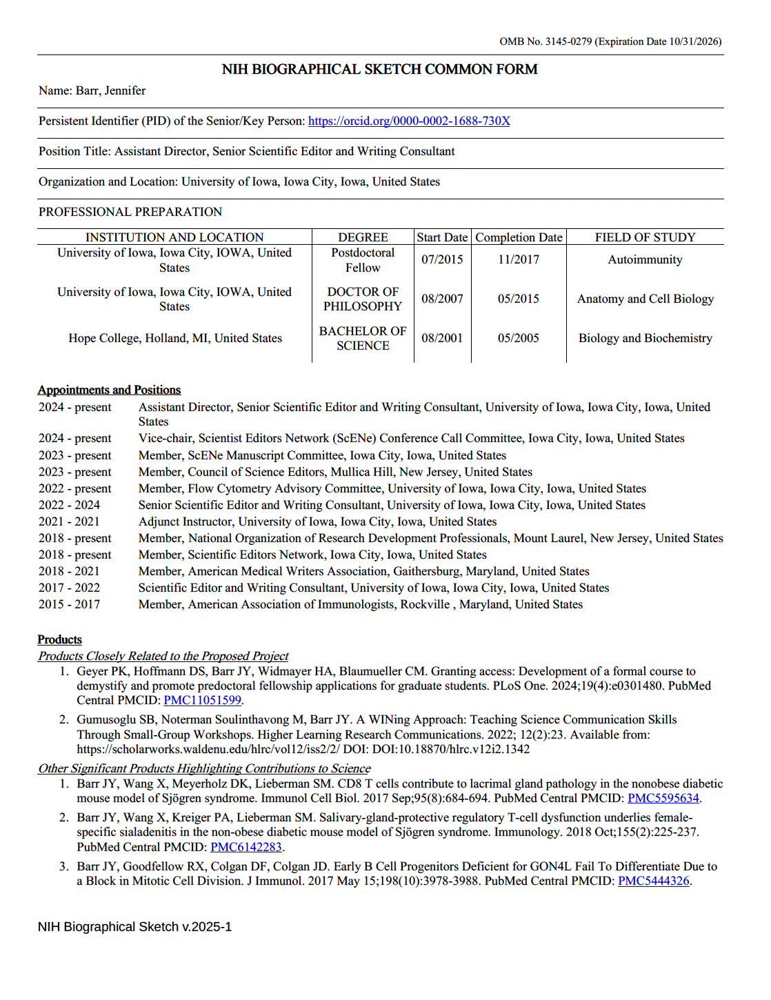 OMB No. 3145-0279 (Expiration Date 10/31/2026)
NIH BIOGRAPHICAL SKETCH COMMON FORM
Name: Barr, Jennifer
Persistent Identifier (PID) of the Senior/Key Person: https://orcid.org/0000-0002-1688-730X
Position Title: Assistant Director, Senior Scientific Editor and Writing Consultant
Organization and Location: University of Iowa, Iowa City, Iowa, United States
PROFESSIONAL PREPARATION
INSTITUTION AND LOCATION DEGREE Start Date Completion Date FIELD OF STUDY
University of Iowa, Iowa City, IOWA, United States Postdoctoral Fellow 07/2015 11/2017 Autoimmunity
University of Iowa, Iowa City, IOWA, United States DOCTOR OF PHILOSOPHY 08/2007 05/2015 Anatomy and Cell Biology
Hope College, Holland, MI, United States BACHELOR OF SCIENCE 08/2001 05/2005 Biology and Biochemistry
Appointments and Positions
2024 - present Assistant Director, Senior Scientific Editor and Writing Consultant, University of Iowa, Iowa City, Iowa, United
States
2024 - present Vice-chair, Scientist Editors Network (ScENe) Conference Call Committee, Iowa City, Iowa, United States
2023 - present Member, ScENe Manuscript Committee, Iowa City, Iowa, United States
2023 - present Member, Council of Science Editors, Mullica Hill, New Jersey, United States
2022 - present Member, Flow Cytometry Advisory Committee, University of Iowa, Iowa City, Iowa, United States
2022 - 2024 Senior Scientific Editor and Writing Consultant, University of Iowa, Iowa City, Iowa, United States
2021 - 2021 Adjunct Instructor, University of Iowa, Iowa City, Iowa, United States
2018 - present Member, National Organization of Research Development Professionals, Mount Laurel, New Jersey, United States
2018 - present Member, Scientific Editors Network, Iowa City, Iowa, United States
2018 - 2021 Member, American Medical Writers Association, Gaithersburg, Maryland, United States
2017 - 2022 Scientific Editor and Writing Consultant, University of Iowa, Iowa City, Iowa, United States
2015 - 2017 Member, American Association of Immunologists, Rockville , Maryland, United States
Products
Products Closely Related to the Proposed Project
1. Geyer PK, Hoffmann DS, Barr JY, Widmayer HA, Blaumueller CM. Granting access: Development of a formal course to
demystify and promote predoctoral fellowship applications for graduate students. PLoS One. 2024;19(4):e0301480. PubMed
Central PMCID: PMC11051599.
2. Gumusoglu SB, Noterman Soulinthavong M, Barr JY. A WINing Approach: Teaching Science Communication Skills
Through Small-Group Workshops. Higher Learning Research Communications. 2022; 12(2):23. Available from:
https://scholarworks.waldenu.edu/hlrc/vol12/iss2/2/ DOI: DOI:10.18870/hlrc.v12i2.1342
Other Significant Products Highlighting Contributions to Science
1. Barr JY, Wang X, Meyerholz DK, Lieberman SM. CD8 T cells contribute to lacrimal gland pathology in the nonobese diabetic
mouse model of Sjögren syndrome. Immunol Cell Biol. 2017 Sep;95(8):684-694. PubMed Central PMCID: PMC5595634.
2. Barr JY, Wang X, Kreiger PA, Lieberman SM. Salivary-gland-protective regulatory T-cell dysfunction underlies female-
specific sialadenitis in the non-obese diabetic mouse model of Sjögren syndrome. Immunology. 2018 Oct;155(2):225-237.
PubMed Central PMCID: PMC6142283.
3. Barr JY, Goodfellow RX, Colgan DF, Colgan JD. Early B Cell Progenitors Deficient for GON4L Fail To Differentiate Due to
a Block in Mitotic Cell Division. J Immunol. 2017 May 15;198(10):3978-3988. PubMed Central PMCID: PMC5444326.
NIH Biographical Sketch v.2025-1